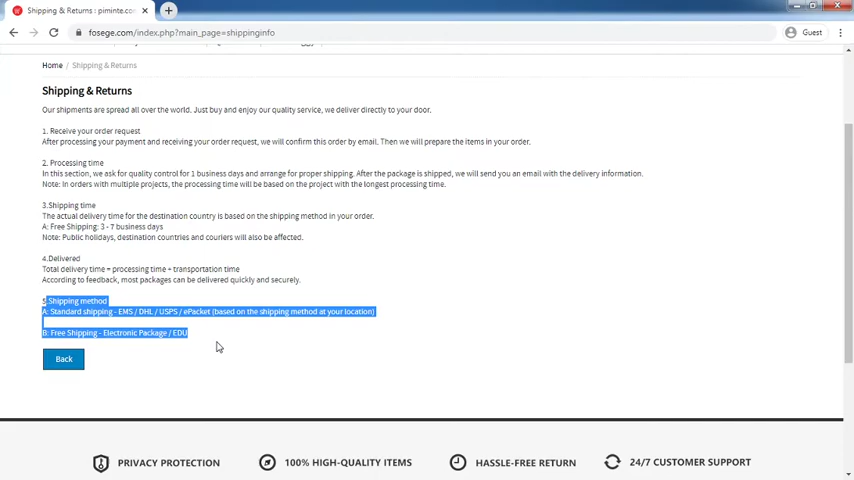 Shipping & Returns : piminte.co
Guest
fosege.com/index.php?main_page=shippinginfo
Home / Shipping & Returns
Shipping & Returns
Our shipments are spread all over the world. Just buy and enjoy our quality service, we deliver directly to your door.
1. Receive your order request
After processing your payment and receiving your order request, we will confirm this order by email. Then we will prepare the items in your order.
2. Processing time
In this section, we ask for quality control for 1 business days and arrange for proper shipping. After the package is shipped, we will send you an email with the delivery information.
Note: In orders with multiple projects, the processing time will be based on the project with the longest processing time.
3.Shipping time
The actual delivery time for the destination country is based on the shipping method in your order.
A: Free Shipping: 3 - 7 business days
Note: Public holidays, destination countries and couriers will also be affected.
4.Delivered
Total delivery time = processing time + transportation time
According to feedback, most packages can be delivered quickly and securely.
5.Shipping method
A: Standard shipping - EMS / DHL / USPS / ePacket (based on the shipping method at your location)
B: Free Shipping - Electronic Package / EDU
Back
PRIVACY PROTECTION
100% HIGH-QUALITY ITEMS
HASSLE-FREE RETURN
24/7 CUSTOMER SUPPORT